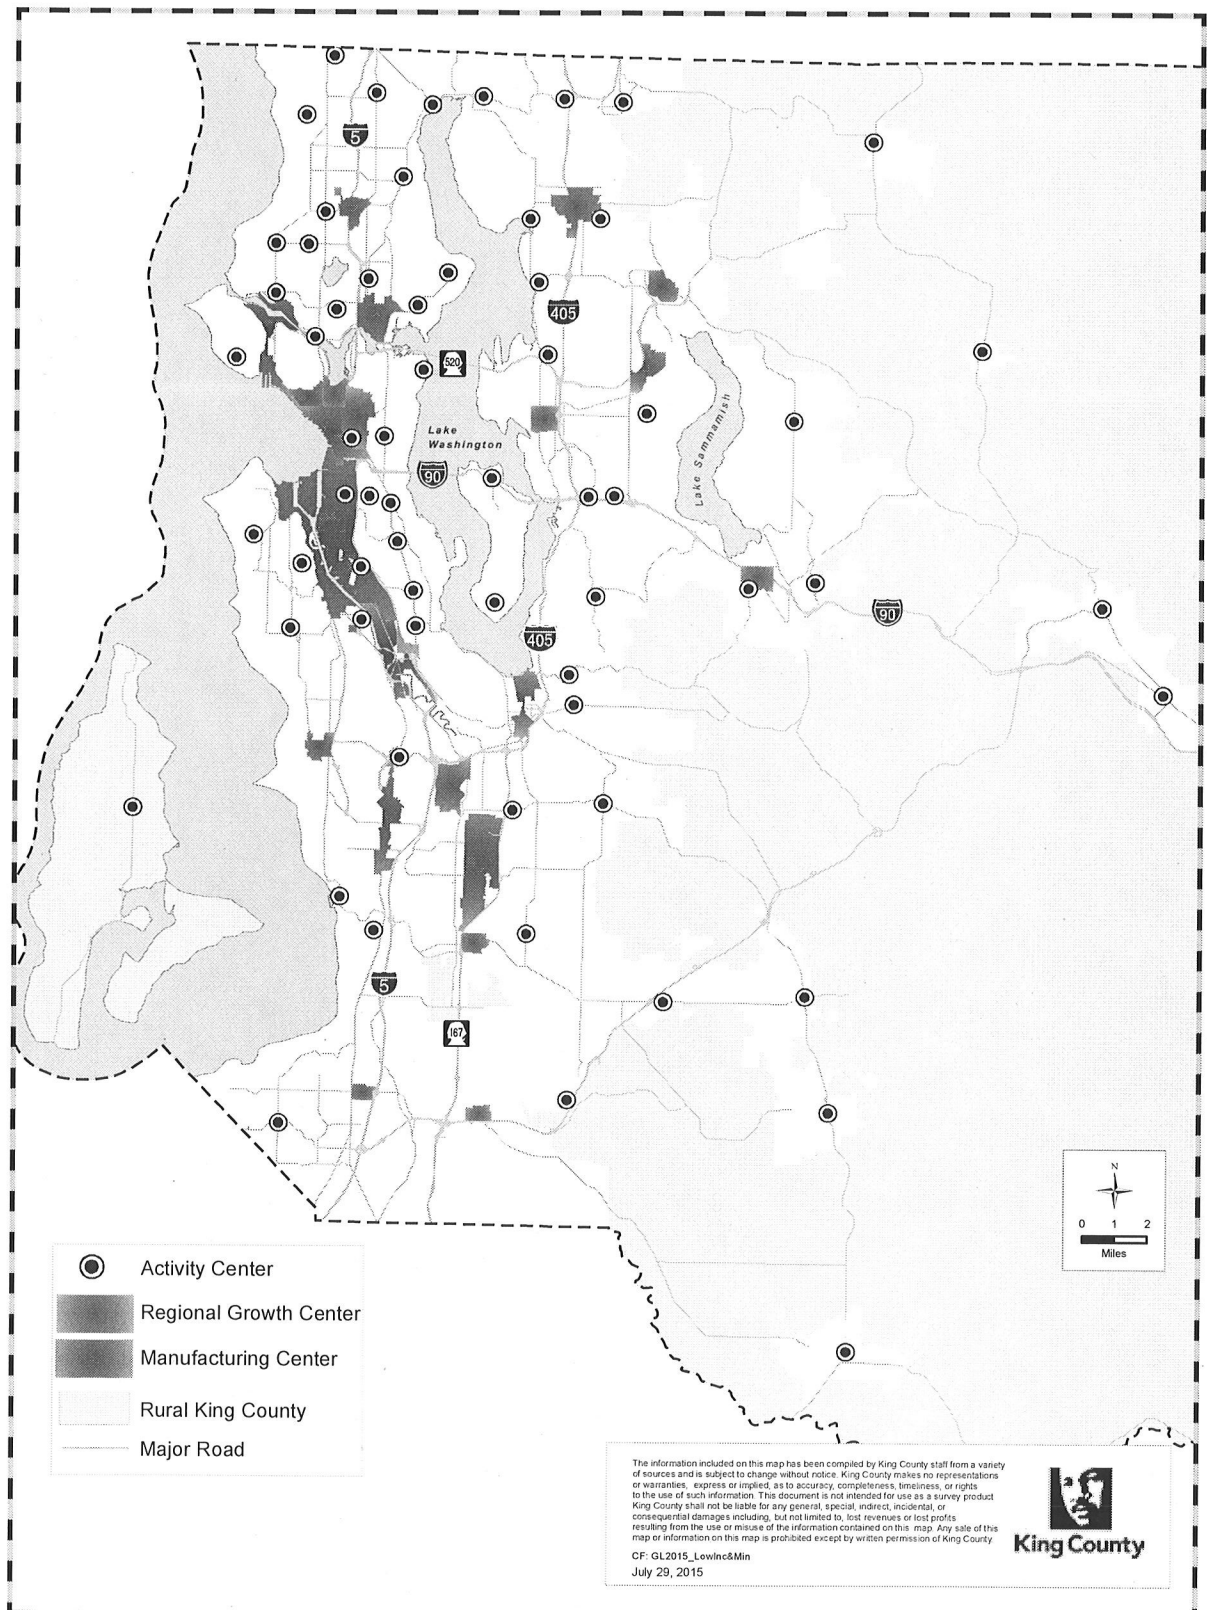 5
405
520
Lake
Washington
90
Lake Sammamish
405
90
5
167
N
0 1 2
Miles
Activity Center
Regional Growth Center
Manufacturing Center
Rural King County
Major Road
The information included on this map has been compiled by King County staff from a variety
of sources and is subject to change without notice. King County makes no representations
or warranties, express or implied, as to accuracy, completeness, timeliness, or rights
to the use of such information. This document is not intended for use as a survey product
King County shall not be liable for any general, special, indirect, incidental, or
consequential damages including, but not limited to, lost revenues or lost profits
resulting from the use or misuse of the information contained on this map. Any sale of this
map or information on this map is prohibited except by written permission of King County
CF: GL2015_LowInc&Min
July 29, 2015
King County